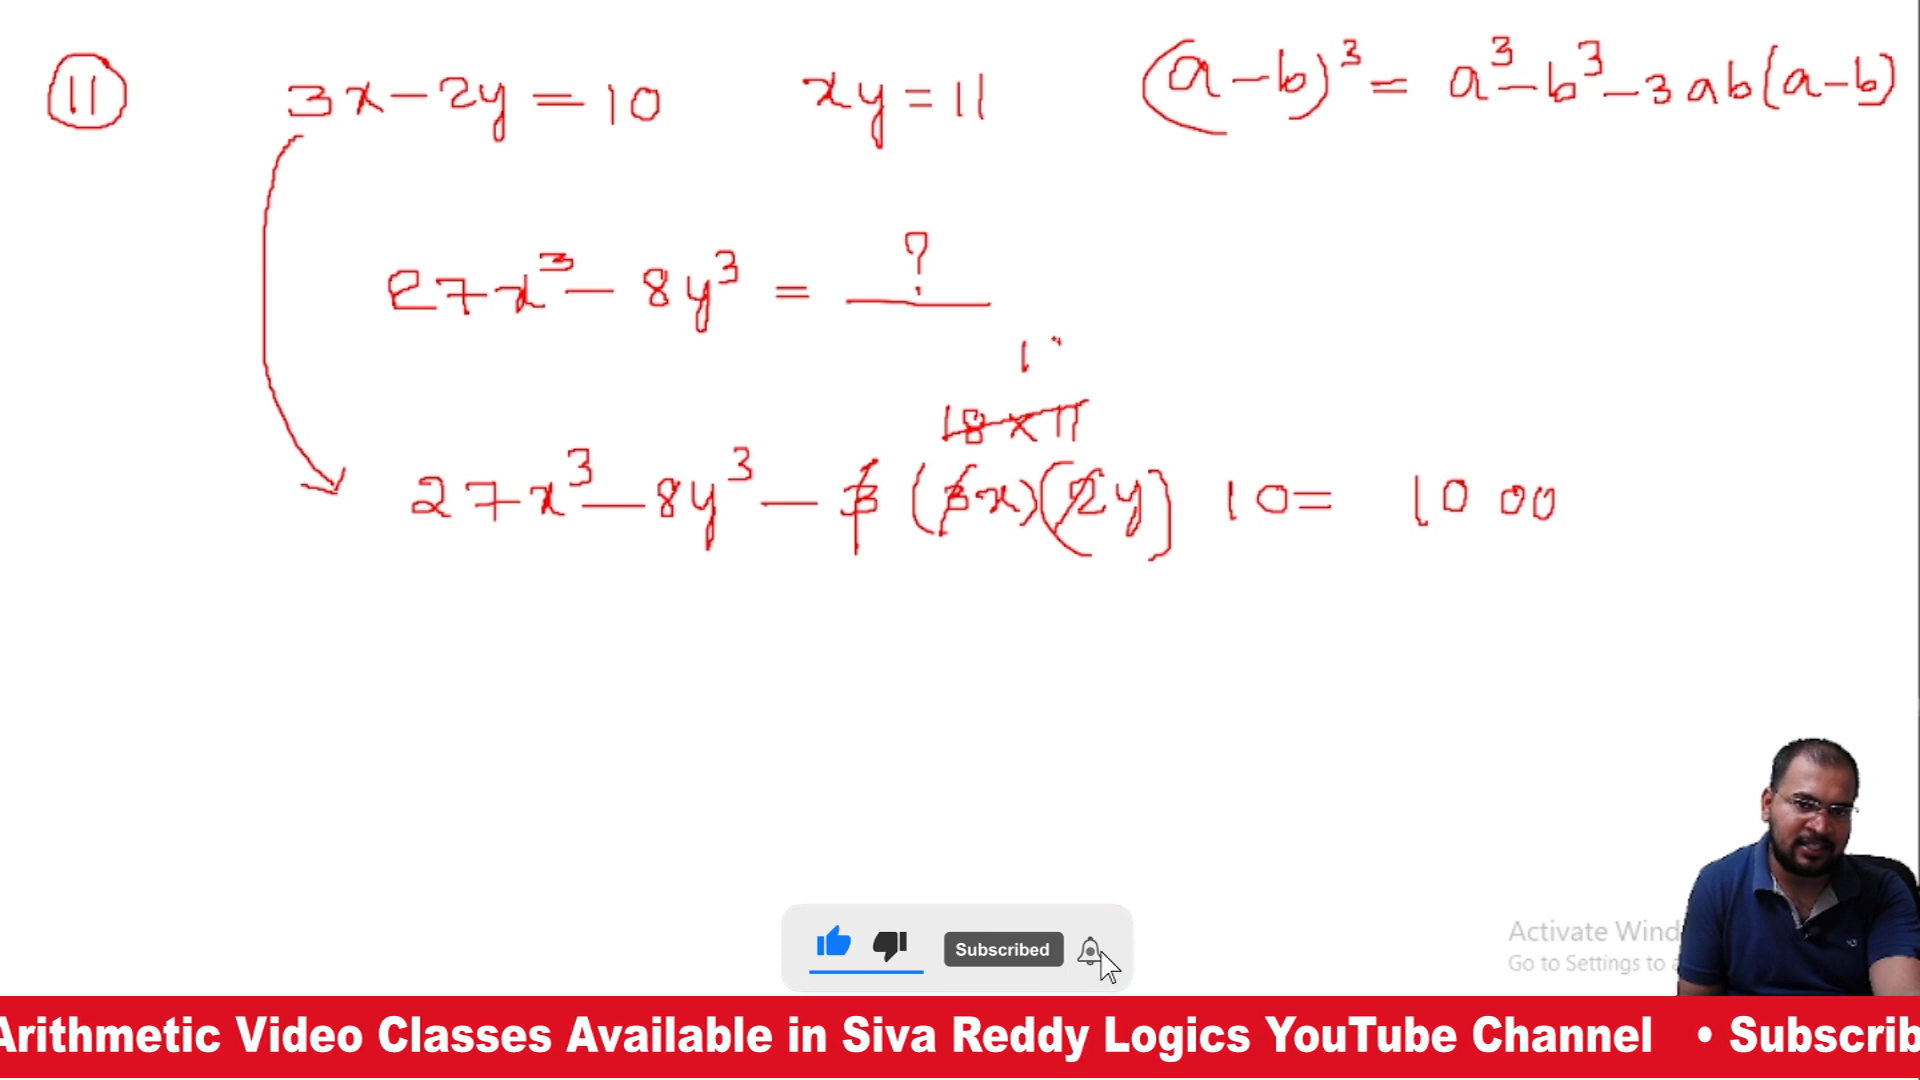 11 3x-2y=10 xy=11 (a-b)³= a³-b³-3ab(a-b)
27x³- 8y³ = ?
1
18 x 11
27x³-8y³- 3 (3x)(2y) 10= 1000
Subscribed
Activate Wind
Go to Settings to
Arithmetic Video Classes Available in Siva Reddy Logics YouTube Channel • Subscrib